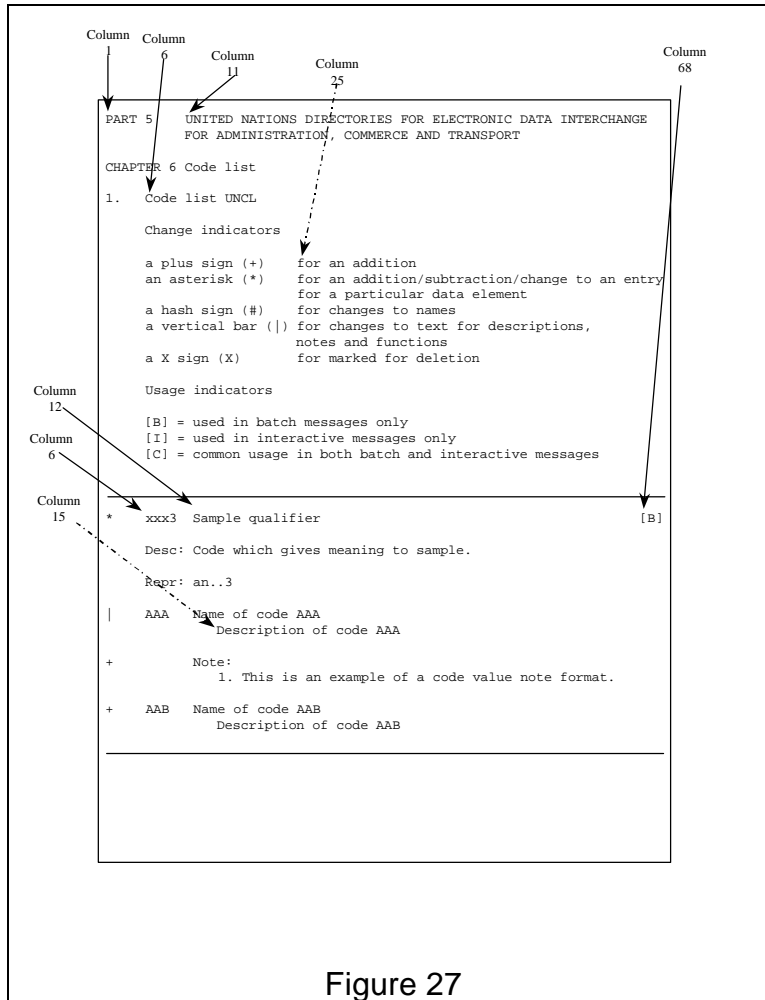 Column
1
Column
6
Column
11
Column
25
Column
68
PART 5 UNITED NATIONS DIRECTORIES FOR ELECTRONIC DATA INTERCHANGE
FOR ADMINISTRATION, COMMERCE AND TRANSPORT
CHAPTER 6 Code list
1. Code list UNCL
Change indicators
a plus sign (+) for an addition
an asterisk (*) for an addition/subtraction/change to an entry
for a particular data element
a hash sign (#) for changes to names
a vertical bar (|) for changes to text for descriptions,
notes and functions
a X sign (X) for marked for deletion
Usage indicators
Column
12
[B] = used in batch messages only
[I] = used in interactive messages only
Column
6
[C] = common usage in both batch and interactive messages
Column
15
* xxx3 Sample qualifier [B]
Desc: Code which gives meaning to sample.
Repr: an..3
| AAA Name of code AAA
Description of code AAA
+ Note:
1. This is an example of a code value note format.
+ AAB Name of code AAB
Description of code AAB
Figure 27